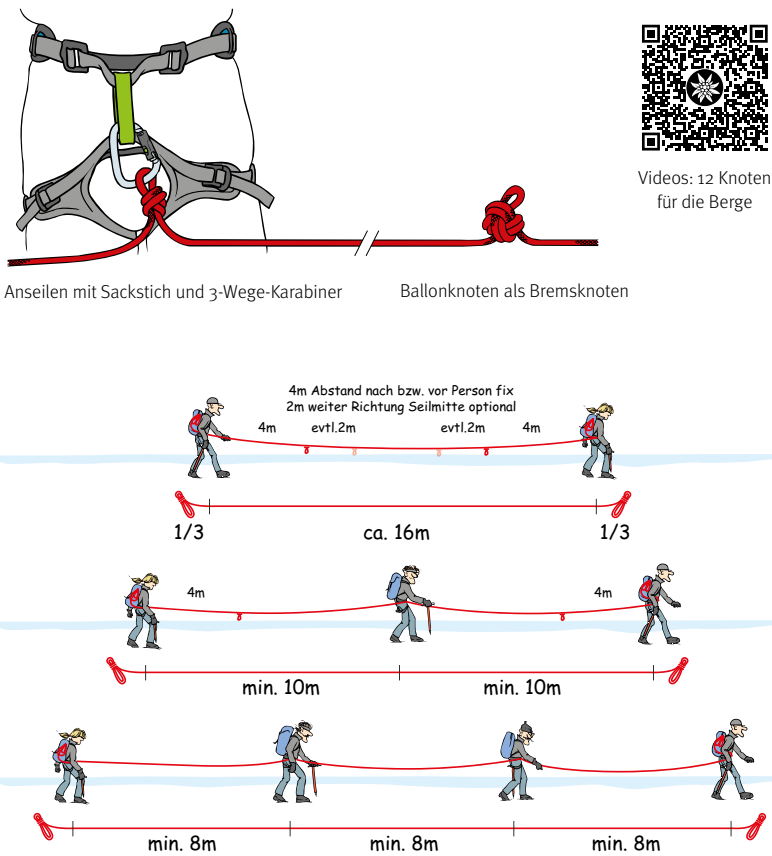 Videos: 12 Knoten
für die Berge
Anseilen mit Sackstich und 3-Wege-Karabiner
Ballonknoten als Bremsknoten
4m Abstand nach bzw. vor Person fix
2m weiter Richtung Seilmitte optional
4m evtl.2m evtl.2m 4m
1/3 ca. 16m 1/3
4m 4m
min. 10m min. 10m
min. 8m min. 8m min. 8m